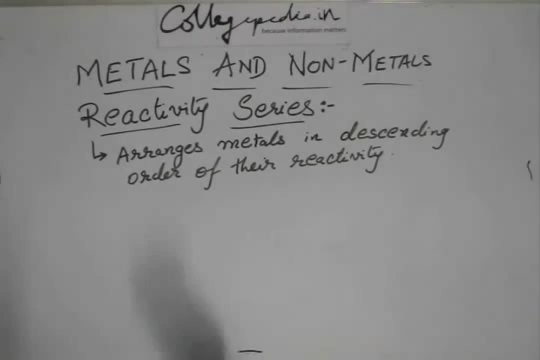 Collegepedia.in
because information matters
METALS AND NON-METALS
Reactivity Series:-
↳ Arranges metals in descending
order of their reactivity.